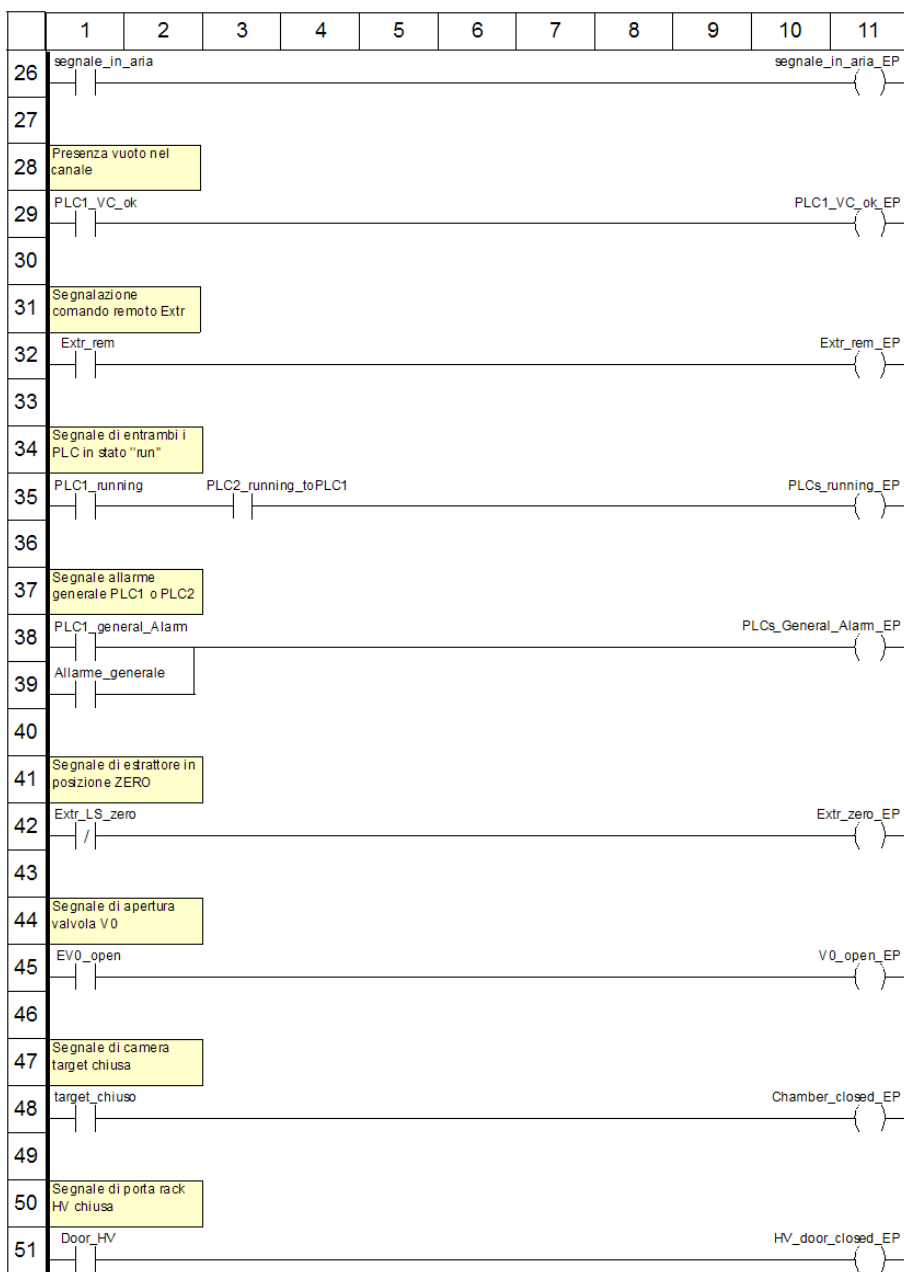 1 2 3 4 5 6 7 8 9 10 11
26 segnale_in_aria segnale_in_aria_EP
27
28 Presenza vuoto nel
canale
29 PLC1_VC_ok PLC1_VC_ok_EP
30
31 Segnalazione
comando remoto Extr
32 Extr_rem Extr_rem_EP
33
34 Segnale di entrambi i
PLC in stato "run"
35 PLC1_running PLC2_running_toPLC1 PLCs_running_EP
36
37 Segnale allarme
generale PLC1 o PLC2
38 PLC1_general_Alarm PLCs_General_Alarm_EP
39 Allarme_generale
40
41 Segnale di estrattore in
posizione ZERO
42 Extr_LS_zero / Extr_zero_EP
43
44 Segnale di apertura
valvola V0
45 EV0_open V0_open_EP
46
47 Segnale di camera
target chiusa
48 target_chiuso Chamber_closed_EP
49
50 Segnale di porta rack
HV chiusa
51 Door_HV HV_door_closed_EP